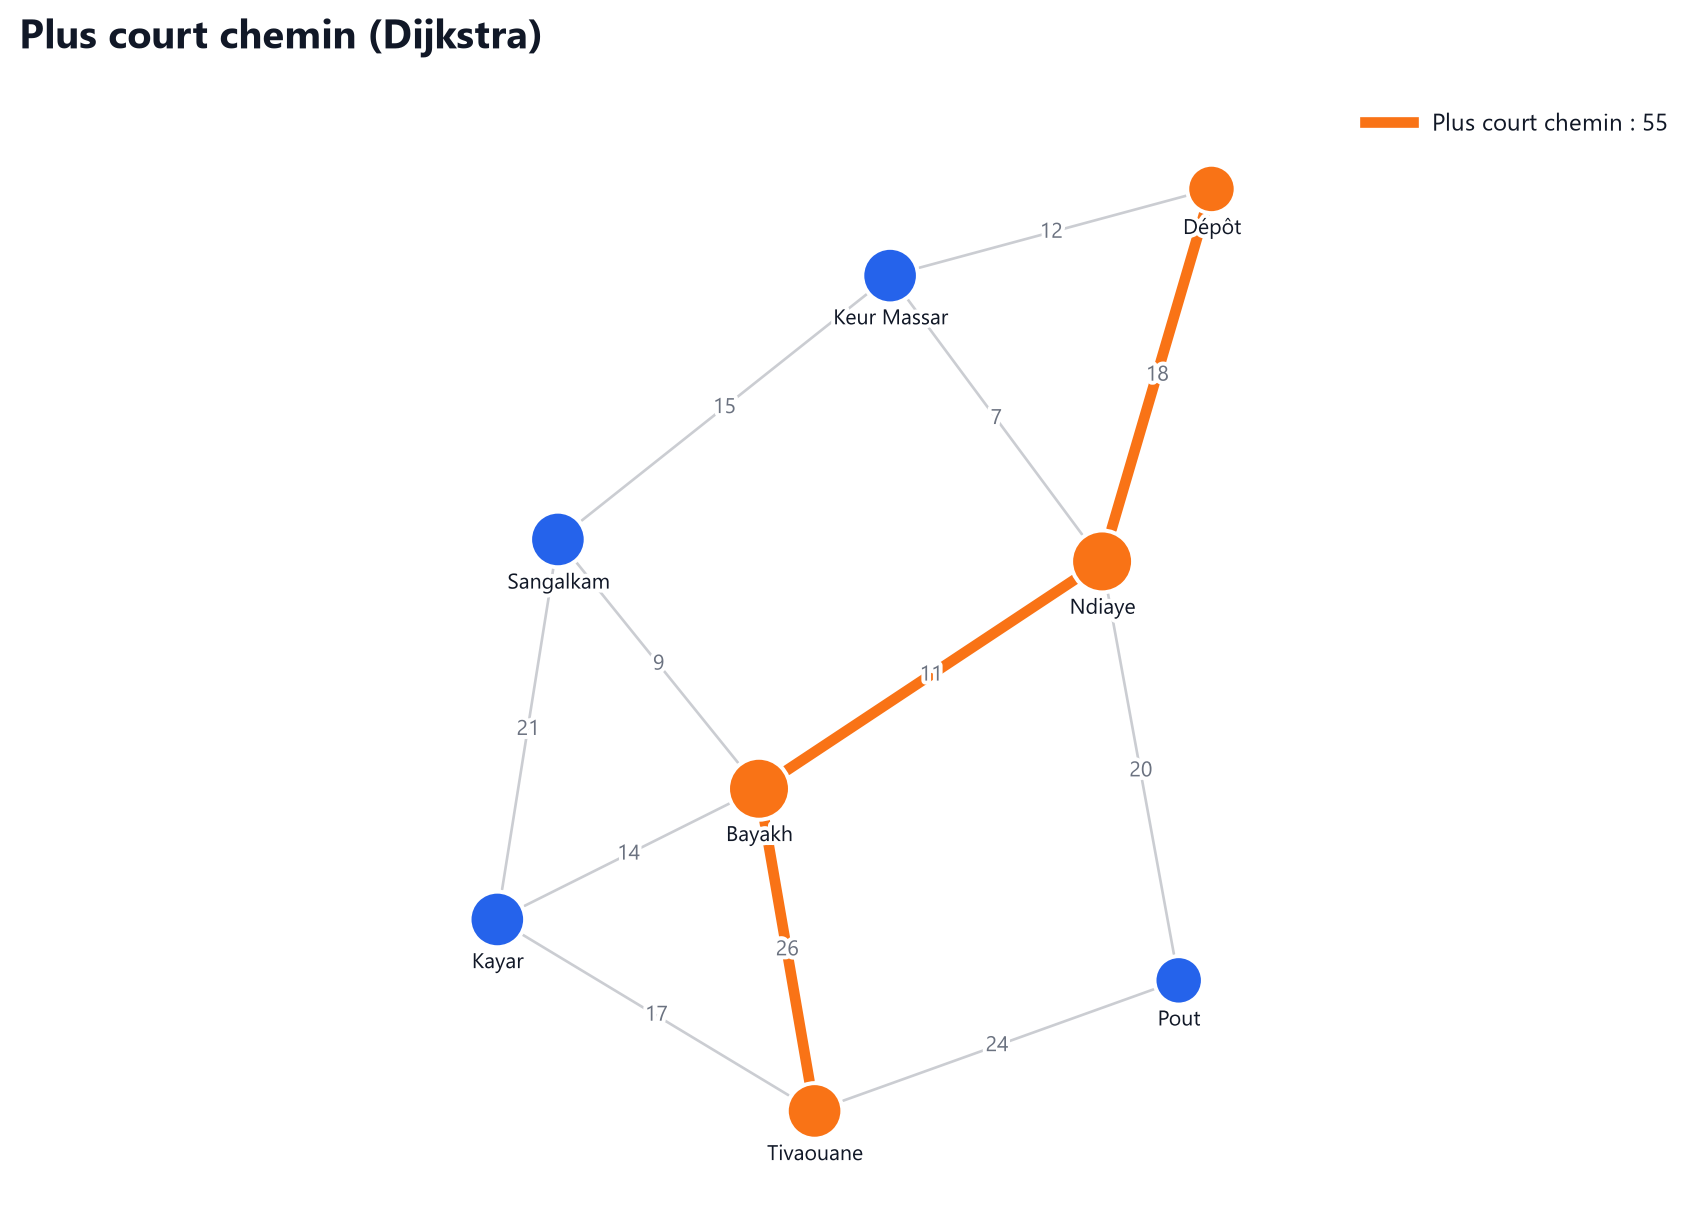 Plus court chemin (Dijkstra)
Plus court chemin : 55
Dépôt
12
Keur Massar
18
15
7
Sangalkam
Ndiaye
9
11
21
20
Bayakh
14
26
Kayar
17
Pout
24
Tivaouane